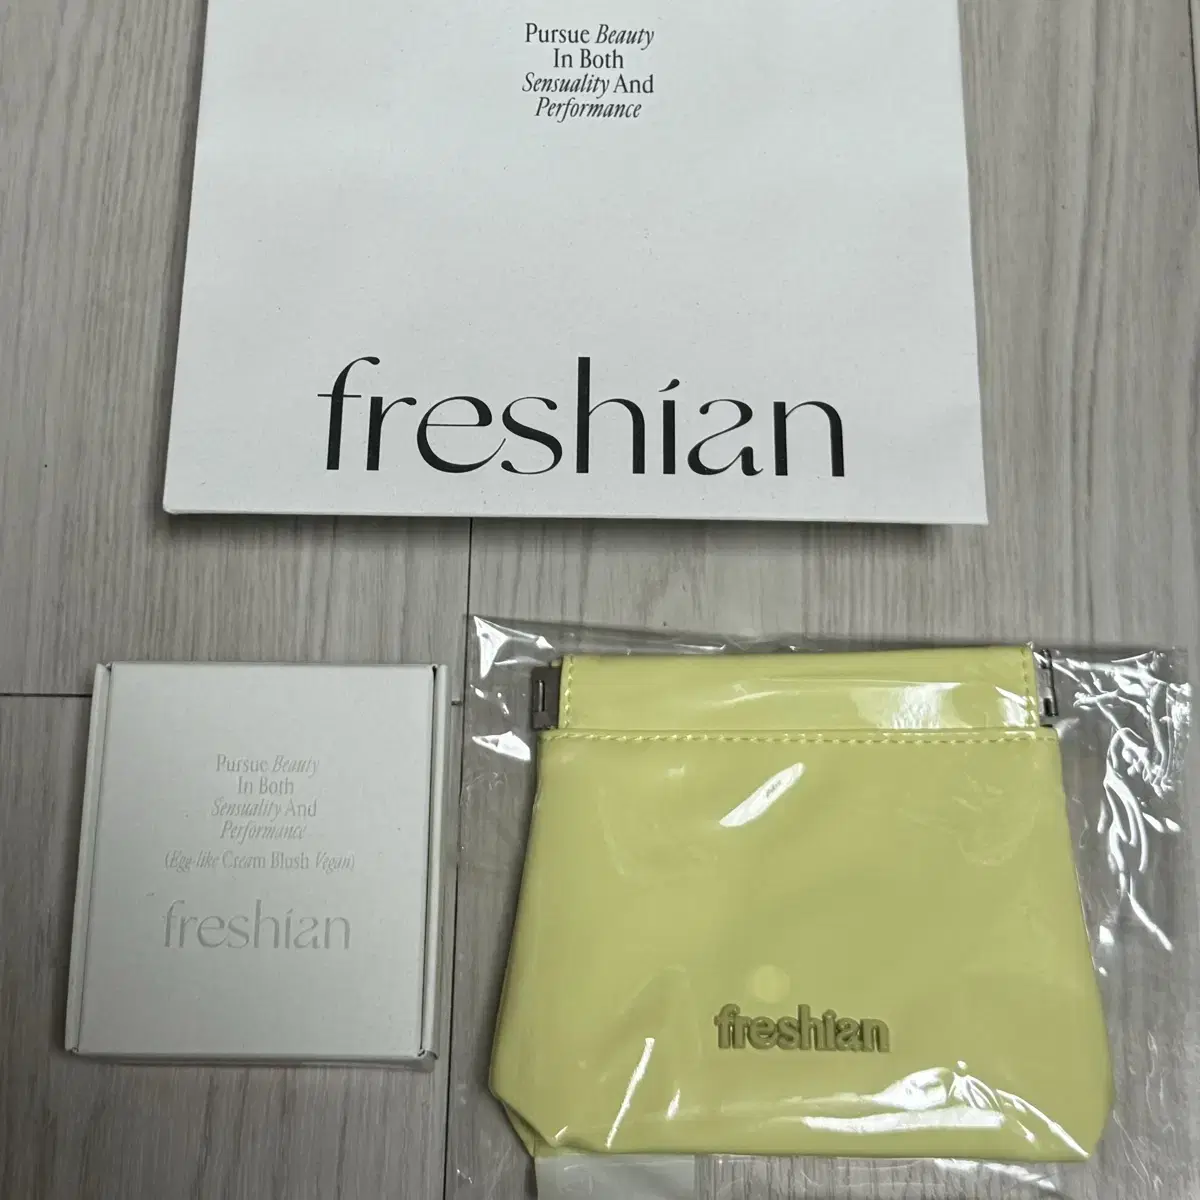 Pursue Beauty
In Both
Sensuality And
Performance
freshian
Pursue Beauty
In Both
Sensuality And
Performance
(Egg-like Cream Blush Vegan)
freshian
freshian